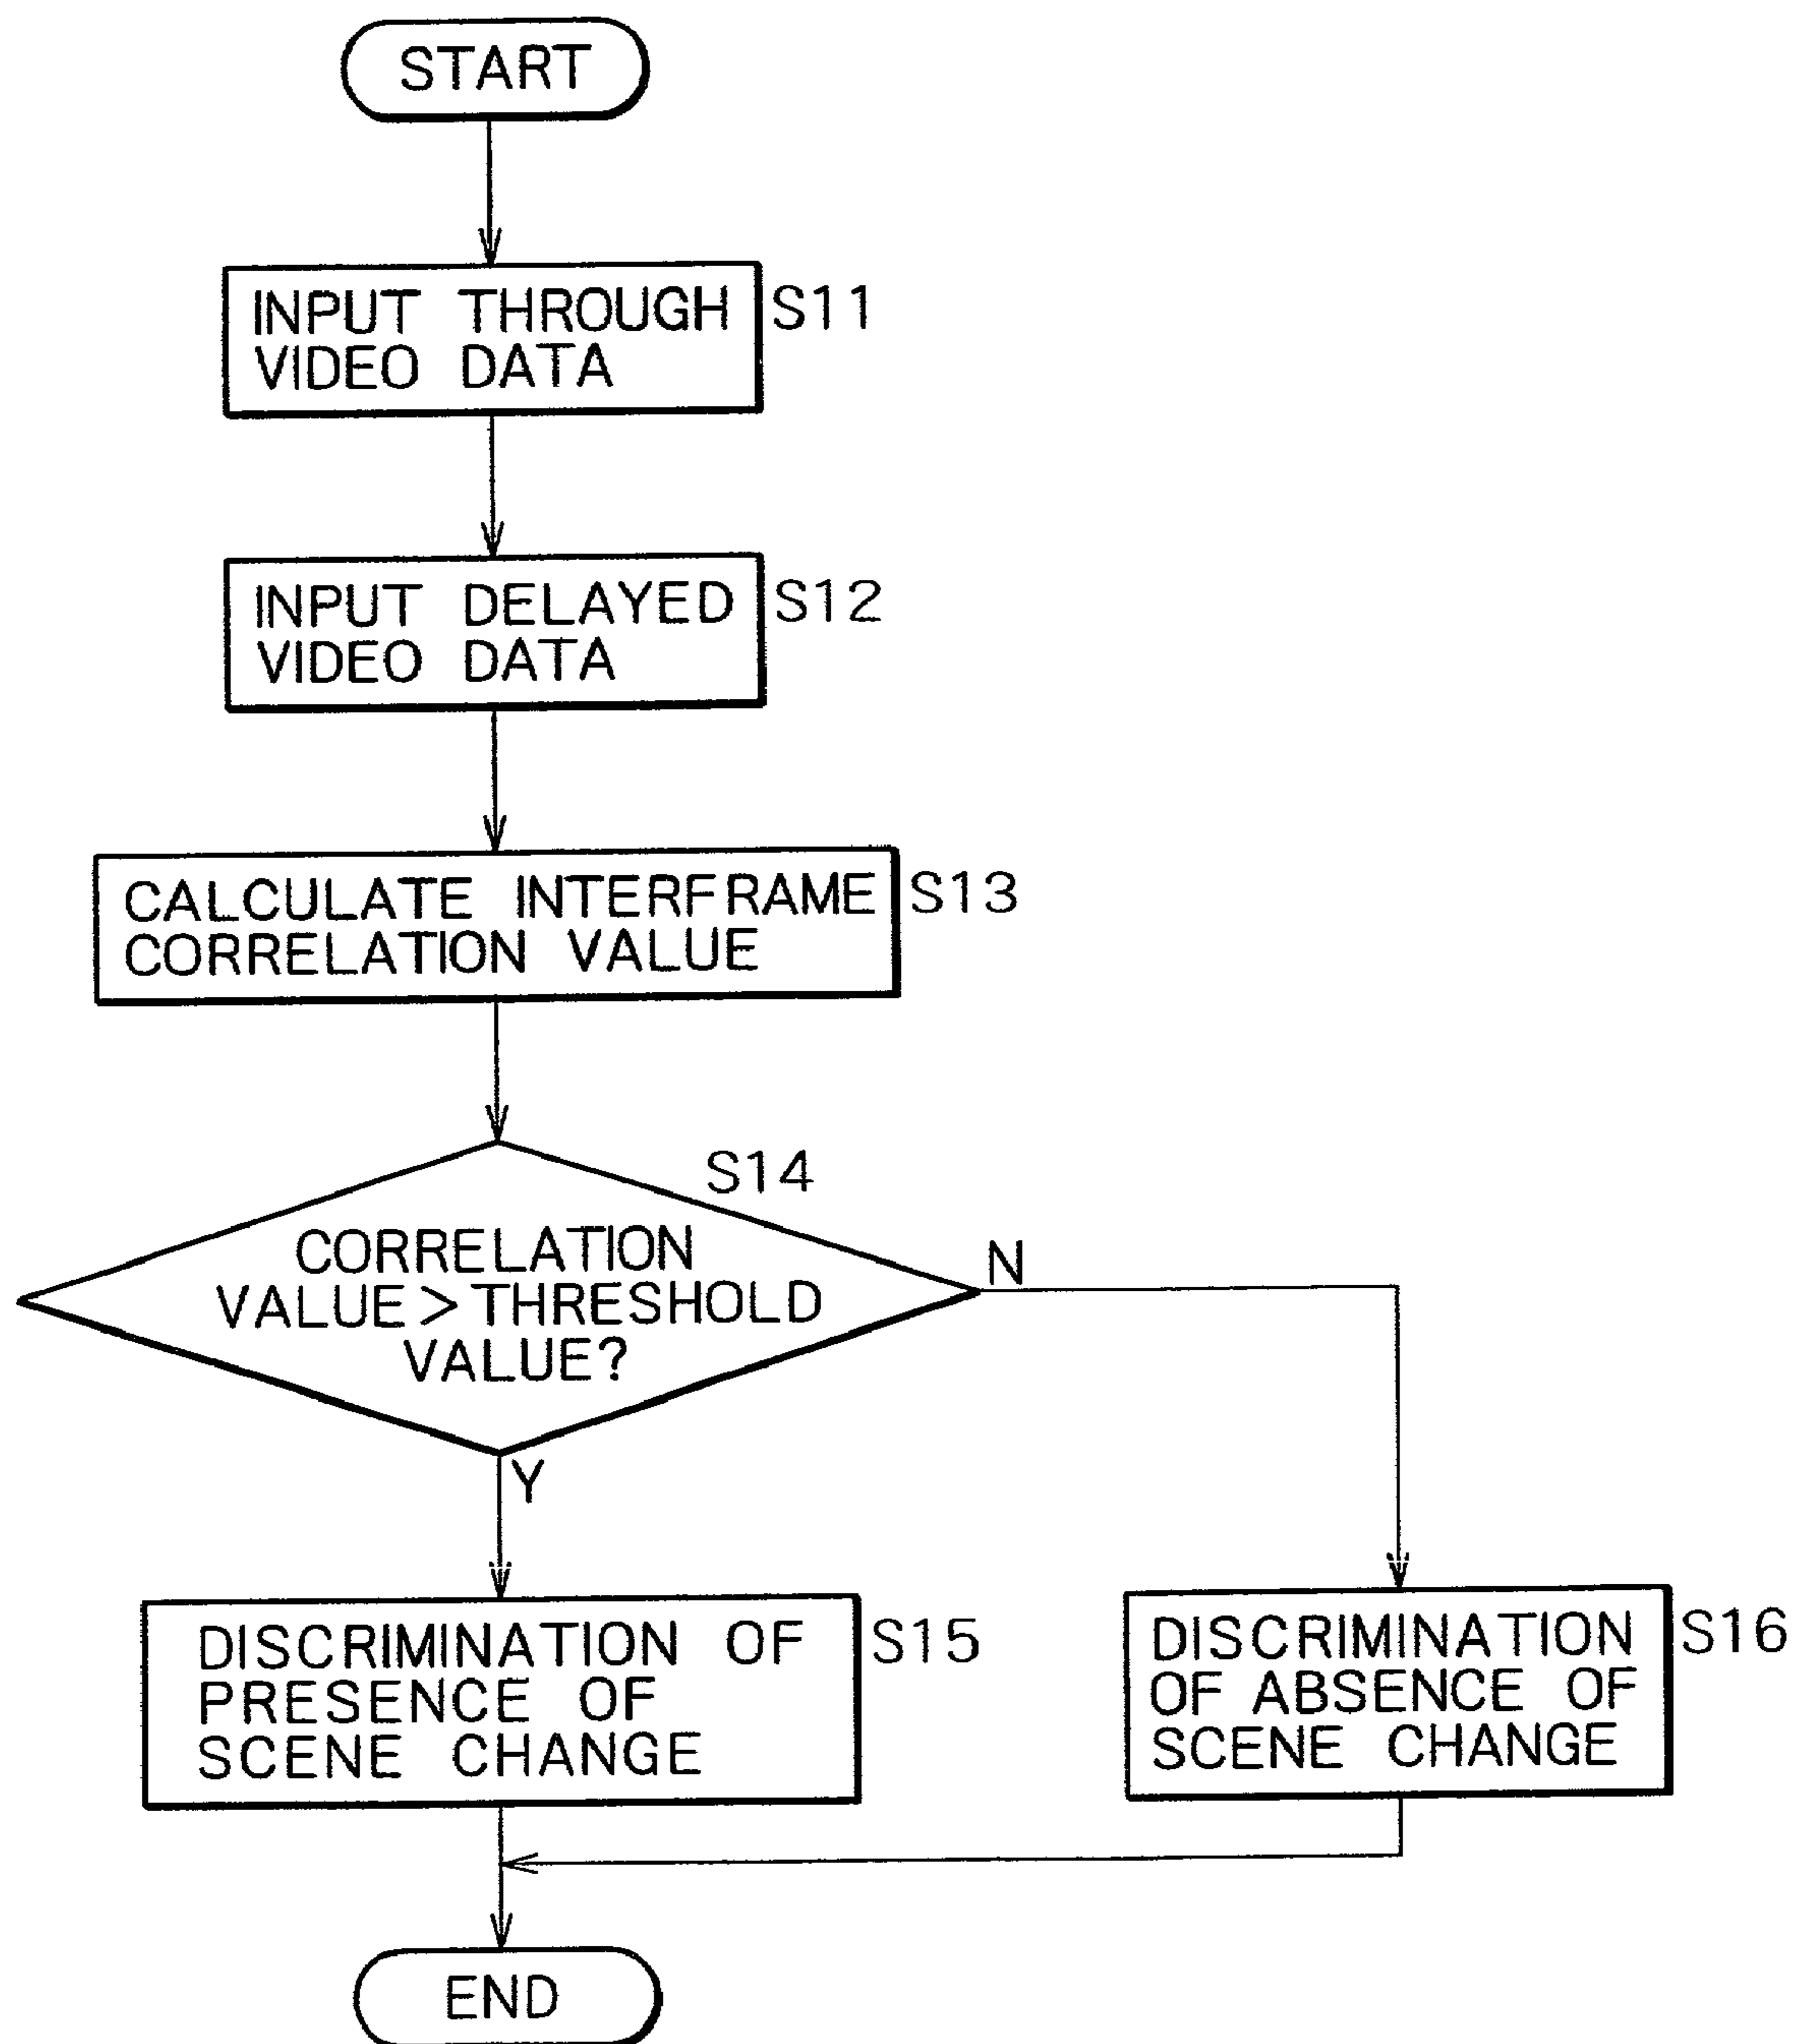 START
INPUT THROUGH
VIDEO DATA
S11
INPUT DELAYED
VIDEO DATA
S12
CALCULATE INTERFRAME
CORRELATION VALUE
S13
S14
CORRELATION
VALUE>THRESHOLD
VALUE?
N
Y
DISCRIMINATION OF
PRESENCE OF
SCENE CHANGE
S15
DISCRIMINATION
OF ABSENCE OF
SCENE CHANGE
S16
END